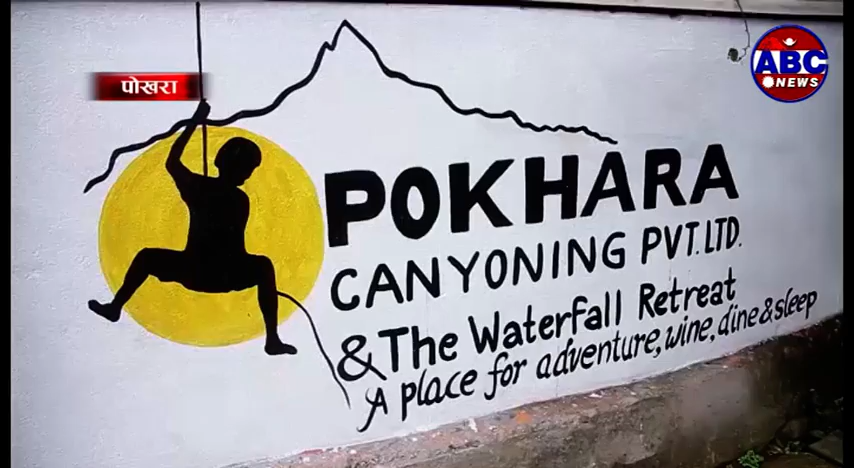 पोखरा
ABC
NEWS
POKHARA
CANYONING PVT. LTD.
& The Waterfall Retreat
A place for adventure, wine, dine & sleep